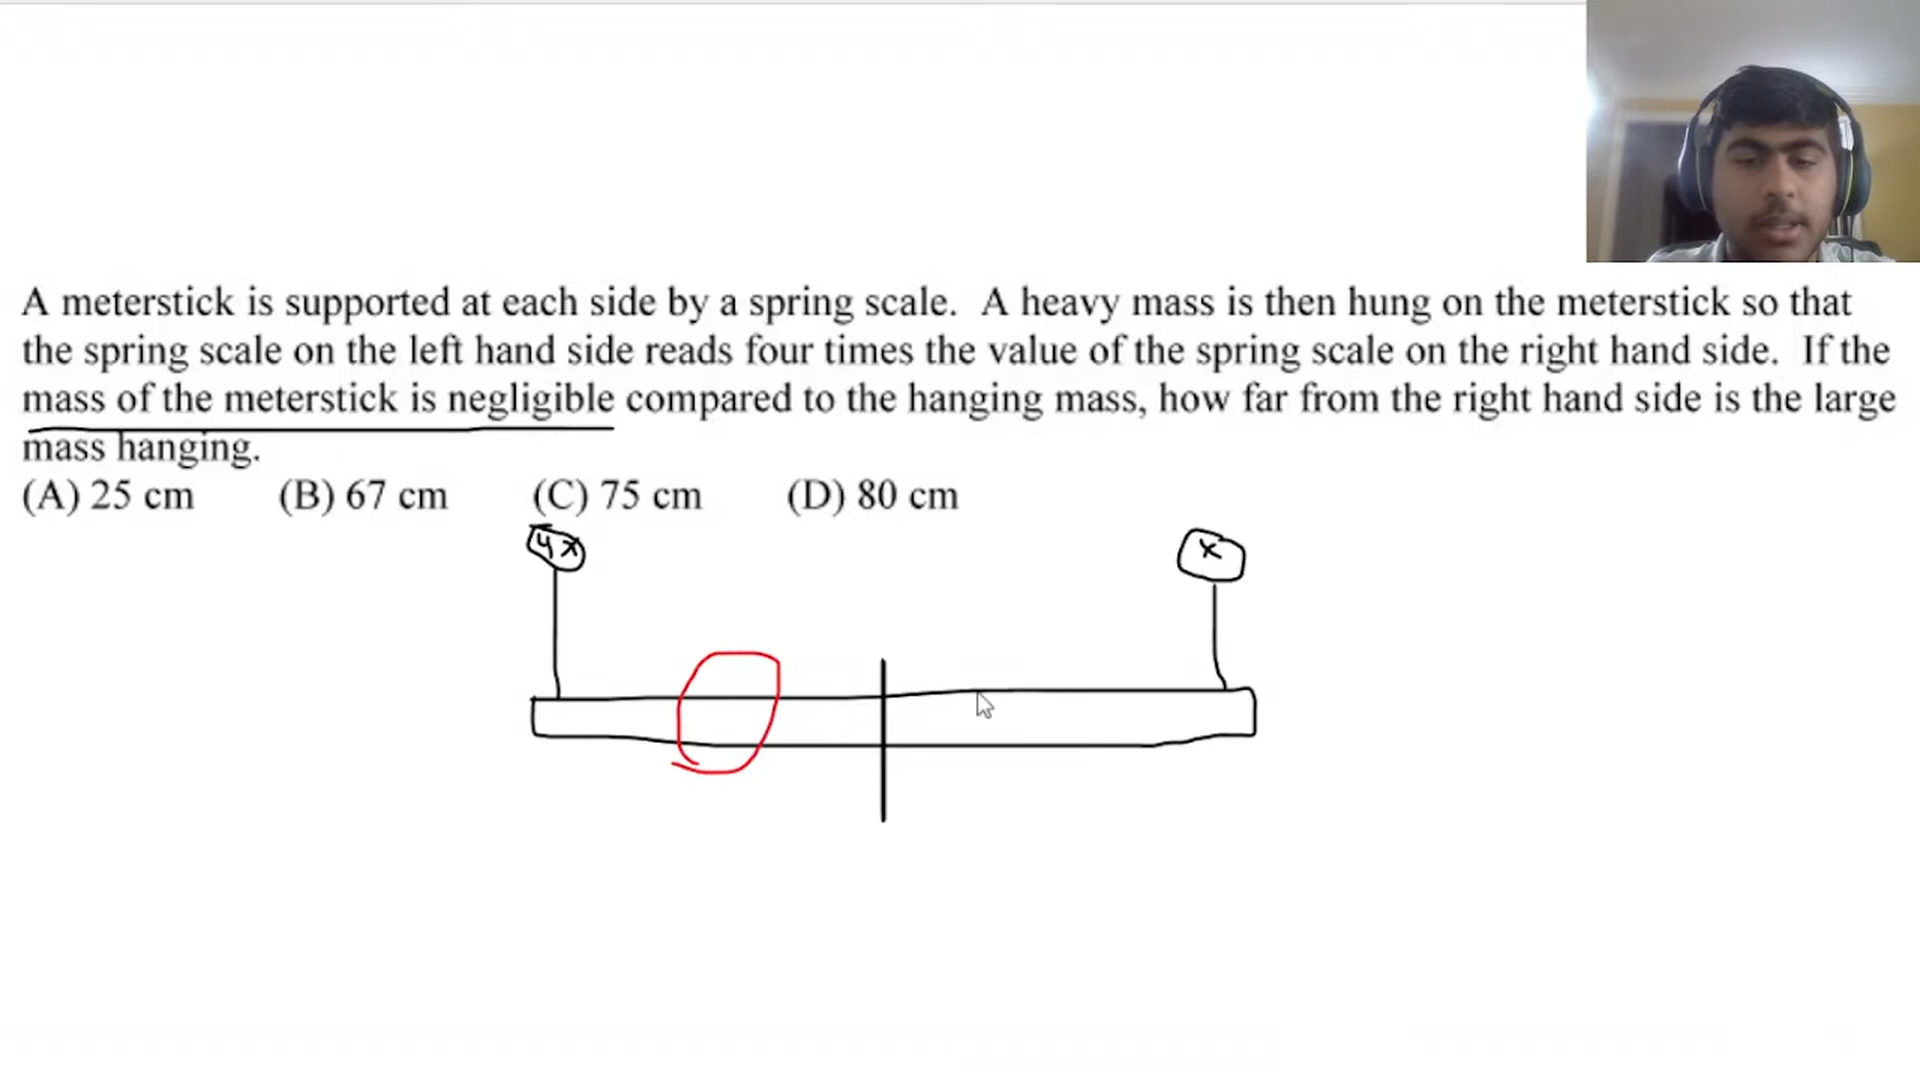 A meterstick is supported at each side by a spring scale. A heavy mass is then hung on the meterstick so that
the spring scale on the left hand side reads four times the value of the spring scale on the right hand side. If the
mass of the meterstick is negligible compared to the hanging mass, how far from the right hand side is the large
mass hanging.
(A) 25 cm (B) 67 cm (C) 75 cm (D) 80 cm
4x x